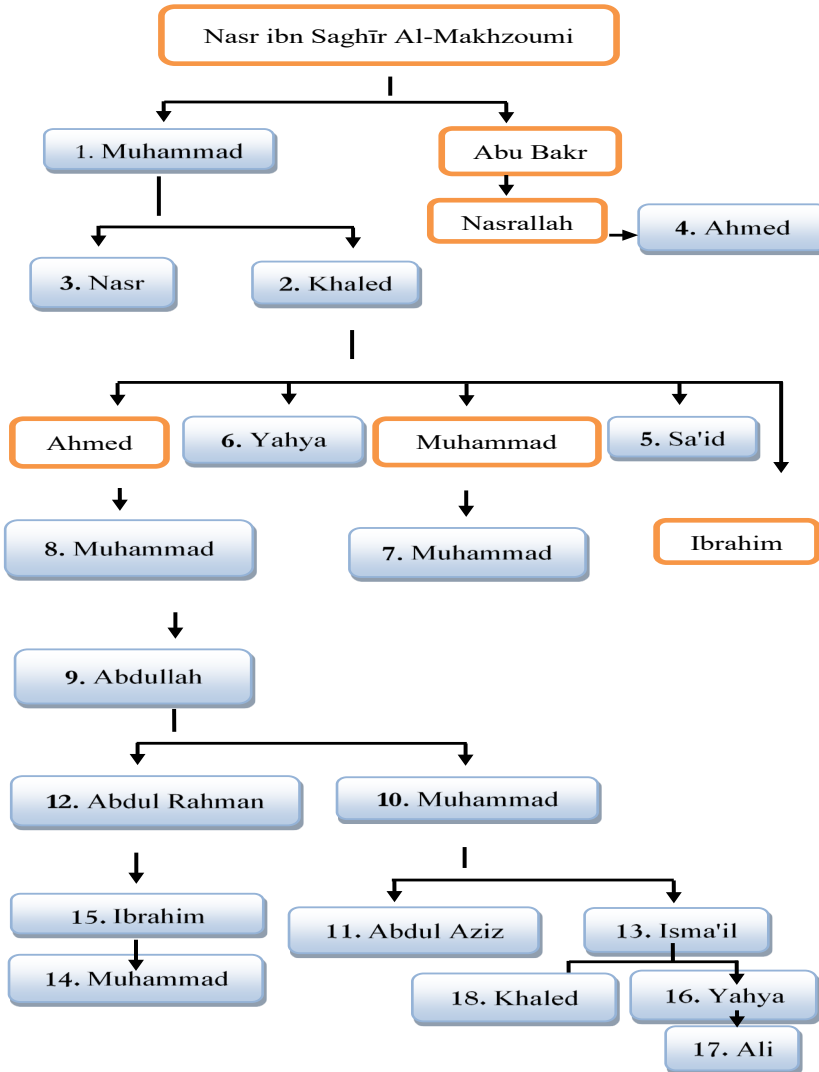 Nasr ibn Saghīr Al-Makhzoumi
1. Muhammad
Abu Bakr
Nasrallah
4. Ahmed
3. Nasr
2. Khaled
Ahmed
6. Yahya
Muhammad
5. Sa'id
8. Muhammad
7. Muhammad
Ibrahim
9. Abdullah
12. Abdul Rahman
10. Muhammad
15. Ibrahim
11. Abdul Aziz
13. Isma'il
14. Muhammad
18. Khaled
16. Yahya
17. Ali